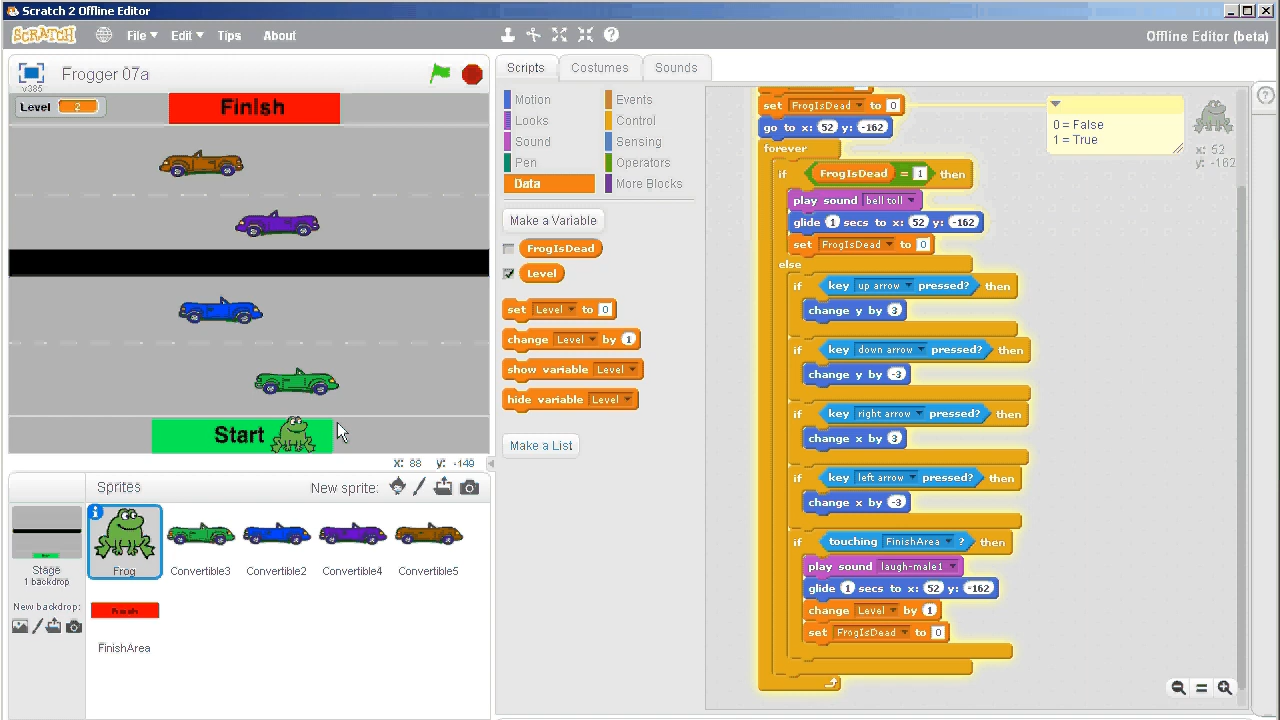 Scratch 2 Offline Editor
SCRATCH File Edit Tips About Offline Editor (beta)
v385
Frogger 07a
Level 2
Finish
Start
x: 88 y: -149
Sprites New sprite:
Stage
1 backdrop
New backdrop:
Frog
Convertible3
Convertible2
Convertible4
Convertible5
Finish
FinishArea
Scripts Costumes Sounds
Motion Events
Looks Control
Sound Sensing
Pen Operators
Data More Blocks
Make a Variable
FrogIsDead
Level
set Level to 0
change Level by 1
show variable Level
hide variable Level
Make a List
set FrogIsDead to 0
go to x: 52 y: -162
forever
if FrogIsDead = 1 then
play sound bell toll
glide 1 secs to x: 52 y: -162
set FrogIsDead to 0
else
if key up arrow pressed? then
change y by 3
if key down arrow pressed? then
change y by -3
if key right arrow pressed? then
change x by 3
if key left arrow pressed? then
change x by -3
if touching FinishArea ? then
play sound laugh-male1
glide 1 secs to x: 52 y: -162
change Level by 1
set FrogIsDead to 0
0 = False
1 = True
x: 52
y: -162